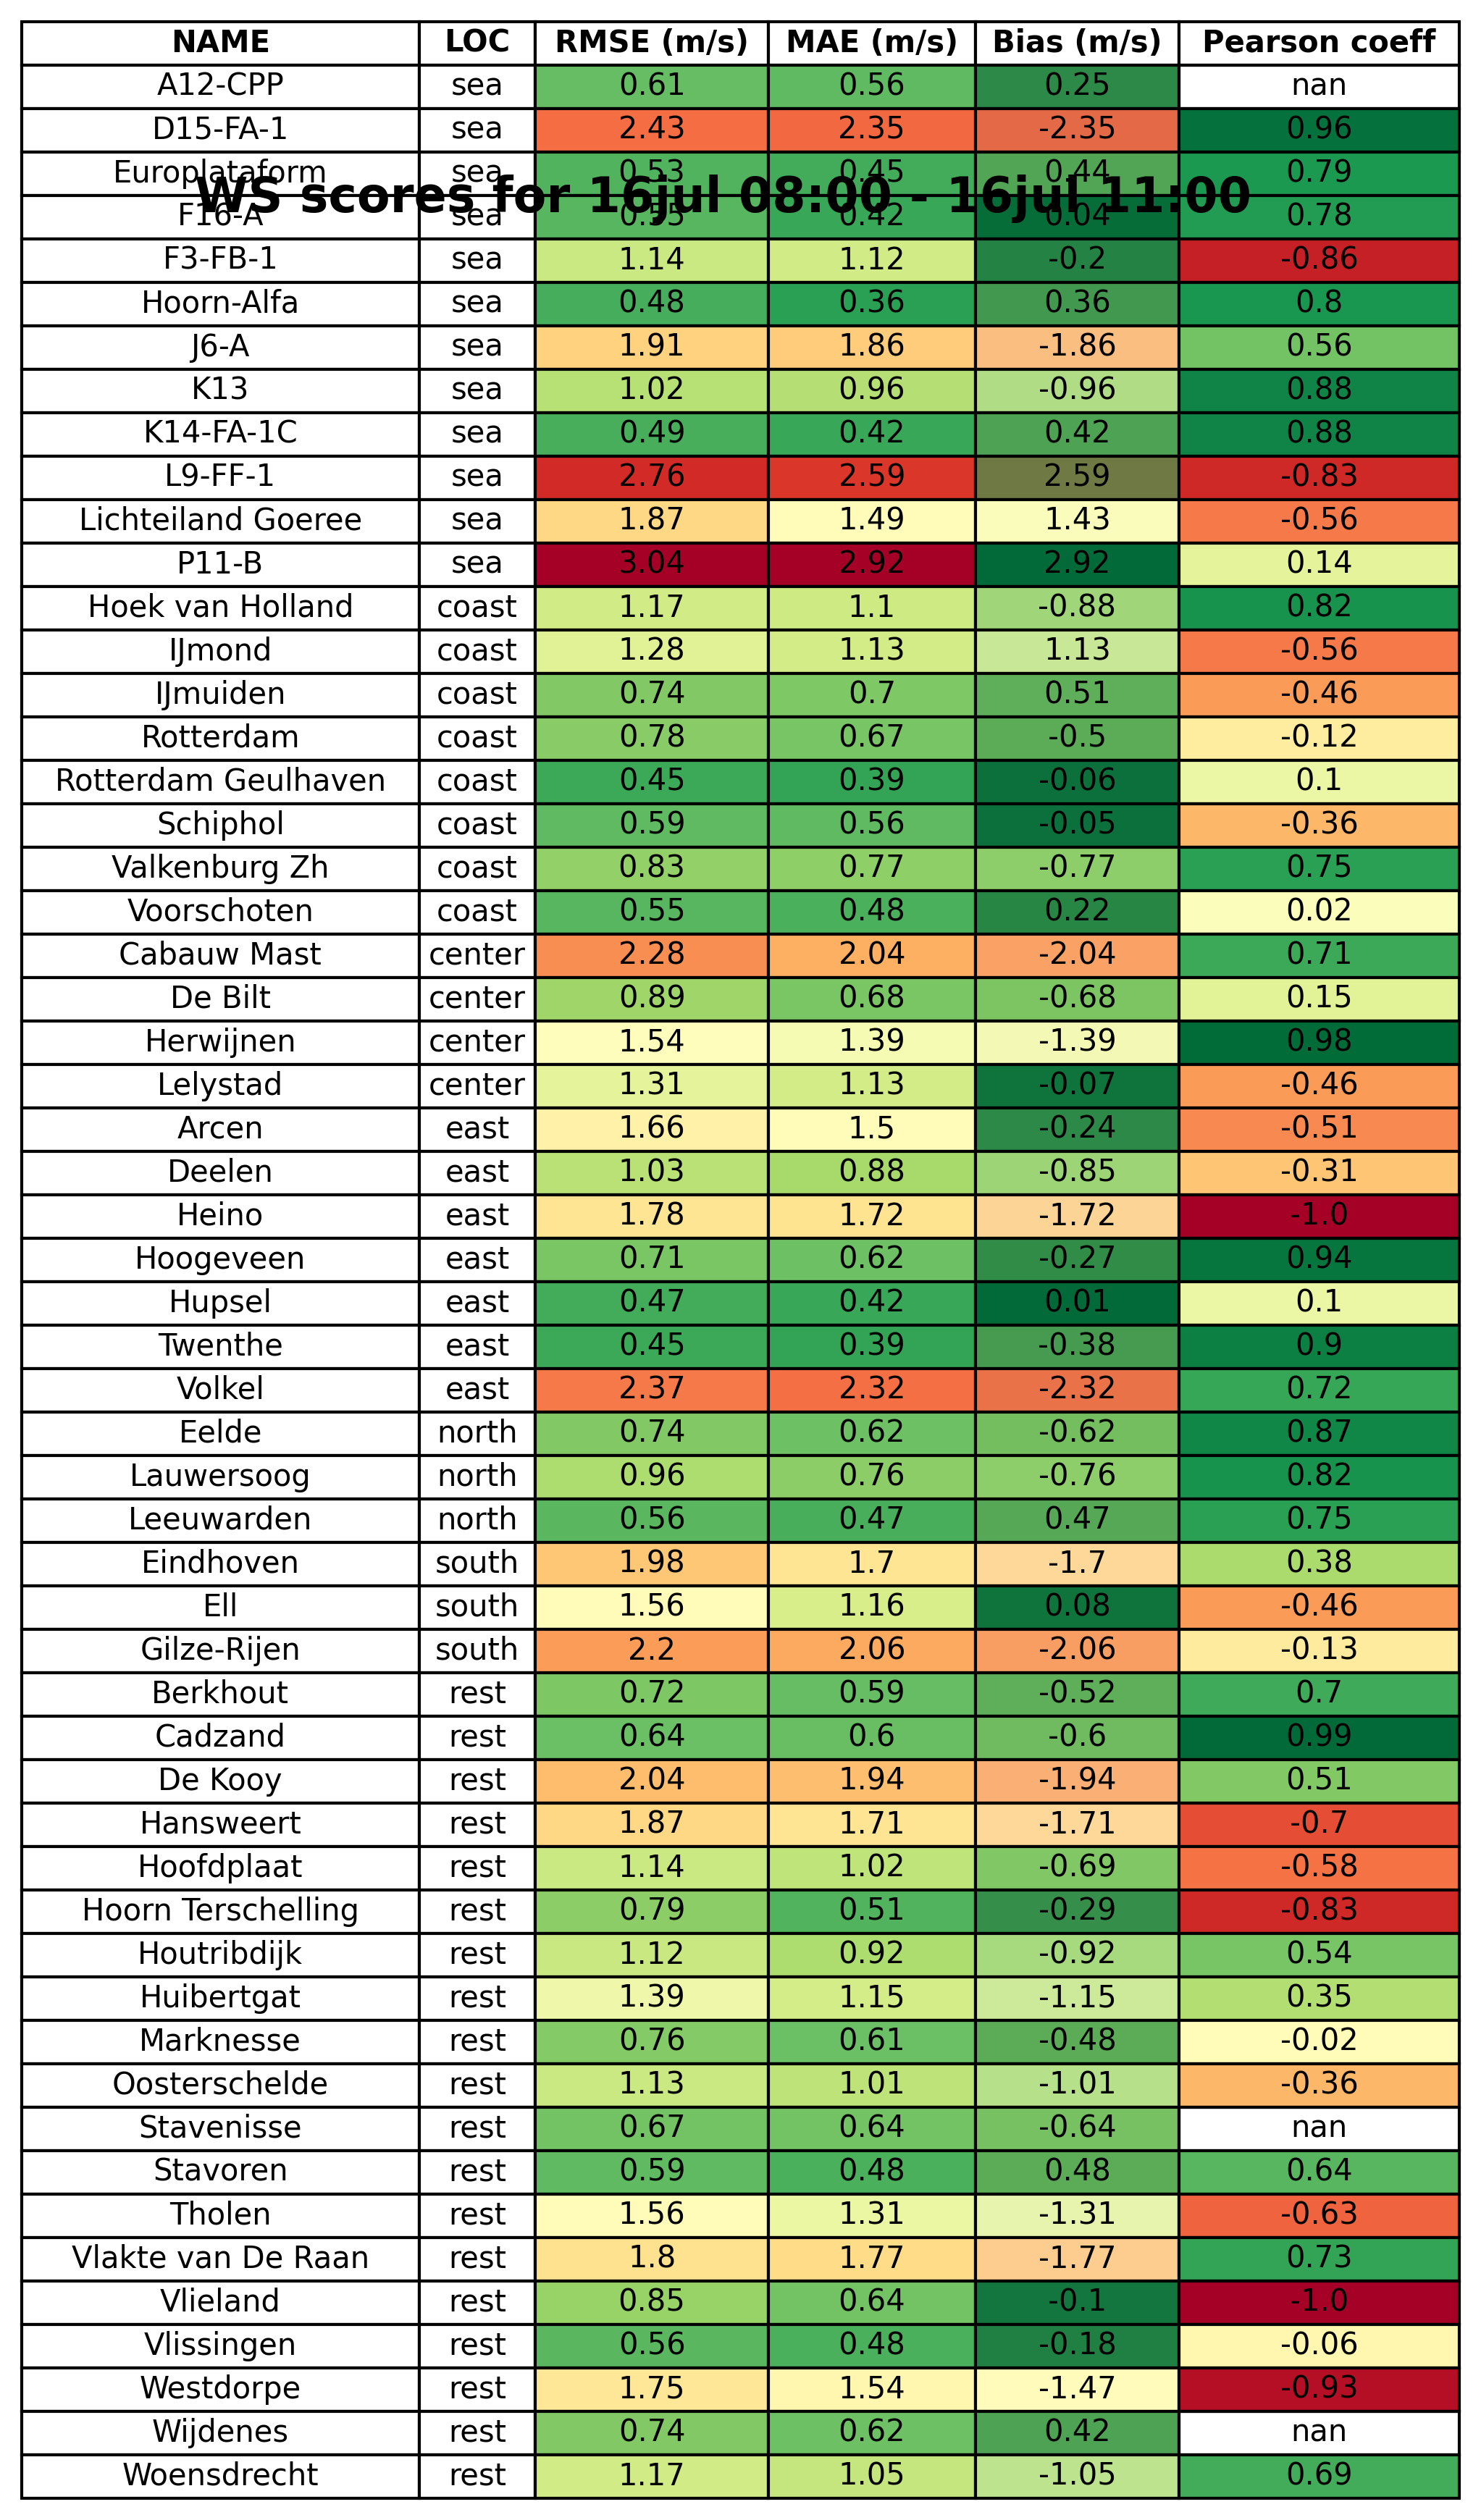 NAME LOC RMSE (m/s) MAE (m/s) Bias (m/s) Pearson coeff
A12-CPP sea 0.61 0.56 0.25 nan
D15-FA-1 sea 2.43 2.35 -2.35 0.96
Europlataform sea 0.53 0.45 0.44 0.79
WS scores for 16jul 08:00 - 16jul 11:00
F16-A sea 0.55 0.42 0.04 0.78
F3-FB-1 sea 1.14 1.12 -0.2 -0.86
Hoorn-Alfa sea 0.48 0.36 0.36 0.8
J6-A sea 1.91 1.86 -1.86 0.56
K13 sea 1.02 0.96 -0.96 0.88
K14-FA-1C sea 0.49 0.42 0.42 0.88
L9-FF-1 sea 2.76 2.59 2.59 -0.83
Lichteiland Goeree sea 1.87 1.49 1.43 -0.56
P11-B sea 3.04 2.92 2.92 0.14
Hoek van Holland coast 1.17 1.1 -0.88 0.82
IJmond coast 1.28 1.13 1.13 -0.56
IJmuiden coast 0.74 0.7 0.51 -0.46
Rotterdam coast 0.78 0.67 -0.5 -0.12
Rotterdam Geulhaven coast 0.45 0.39 -0.06 0.1
Schiphol coast 0.59 0.56 -0.05 -0.36
Valkenburg Zh coast 0.83 0.77 -0.77 0.75
Voorschoten coast 0.55 0.48 0.22 0.02
Cabauw Mast center 2.28 2.04 -2.04 0.71
De Bilt center 0.89 0.68 -0.68 0.15
Herwijnen center 1.54 1.39 -1.39 0.98
Lelystad center 1.31 1.13 -0.07 -0.46
Arcen east 1.66 1.5 -0.24 -0.51
Deelen east 1.03 0.88 -0.85 -0.31
Heino east 1.78 1.72 -1.72 -1.0
Hoogeveen east 0.71 0.62 -0.27 0.94
Hupsel east 0.47 0.42 0.01 0.1
Twenthe east 0.45 0.39 -0.38 0.9
Volkel east 2.37 2.32 -2.32 0.72
Eelde north 0.74 0.62 -0.62 0.87
Lauwersoog north 0.96 0.76 -0.76 0.82
Leeuwarden north 0.56 0.47 0.47 0.75
Eindhoven south 1.98 1.7 -1.7 0.38
Ell south 1.56 1.16 0.08 -0.46
Gilze-Rijen south 2.2 2.06 -2.06 -0.13
Berkhout rest 0.72 0.59 -0.52 0.7
Cadzand rest 0.64 0.6 -0.6 0.99
De Kooy rest 2.04 1.94 -1.94 0.51
Hansweert rest 1.87 1.71 -1.71 -0.7
Hoofdplaat rest 1.14 1.02 -0.69 -0.58
Hoorn Terschelling rest 0.79 0.51 -0.29 -0.83
Houtribdijk rest 1.12 0.92 -0.92 0.54
Huibertgat rest 1.39 1.15 -1.15 0.35
Marknesse rest 0.76 0.61 -0.48 -0.02
Oosterschelde rest 1.13 1.01 -1.01 -0.36
Stavenisse rest 0.67 0.64 -0.64 nan
Stavoren rest 0.59 0.48 0.48 0.64
Tholen rest 1.56 1.31 -1.31 -0.63
Vlakte van De Raan rest 1.8 1.77 -1.77 0.73
Vlieland rest 0.85 0.64 -0.1 -1.0
Vlissingen rest 0.56 0.48 -0.18 -0.06
Westdorpe rest 1.75 1.54 -1.47 -0.93
Wijdenes rest 0.74 0.62 0.42 nan
Woensdrecht rest 1.17 1.05 -1.05 0.69